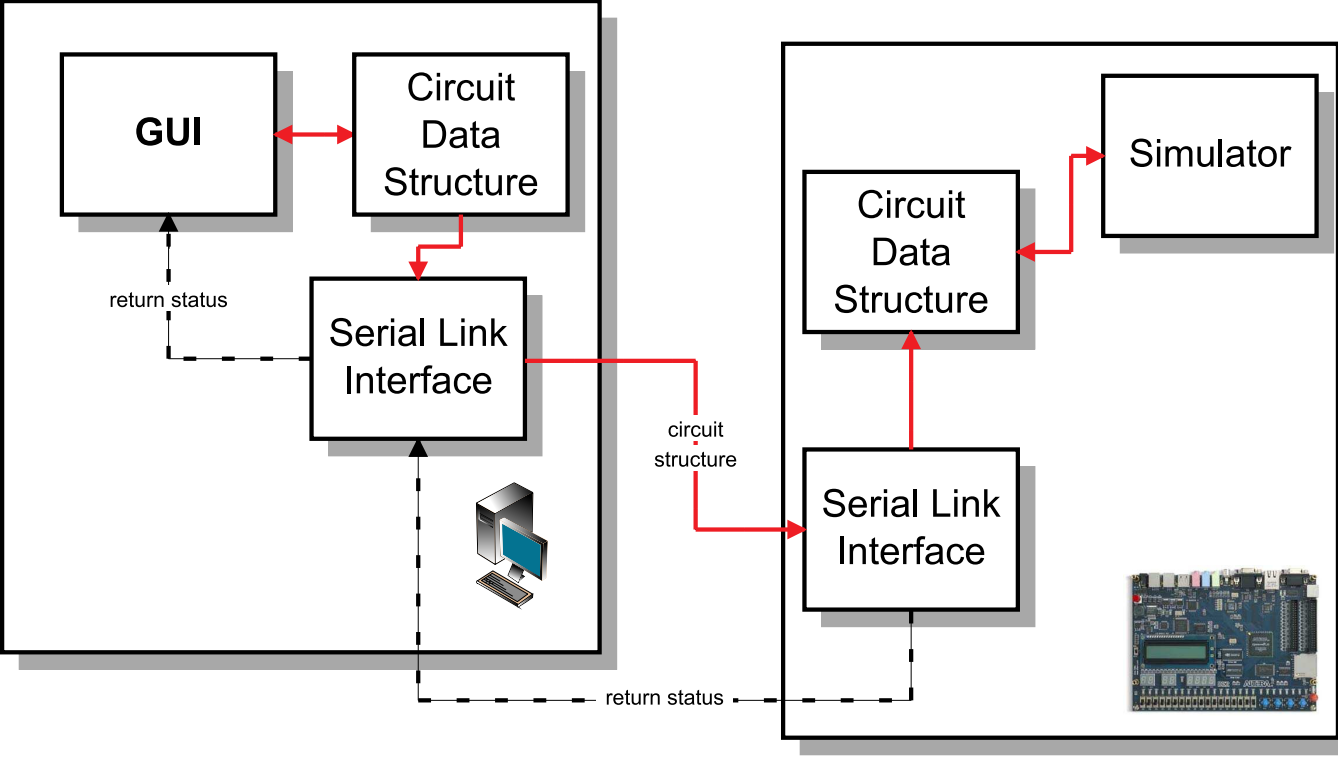 GUI
Circuit
Data
Structure
return status
Serial Link
Interface
circuit
structure
Simulator
Circuit
Data
Structure
Serial Link
Interface
return status
ALTERA